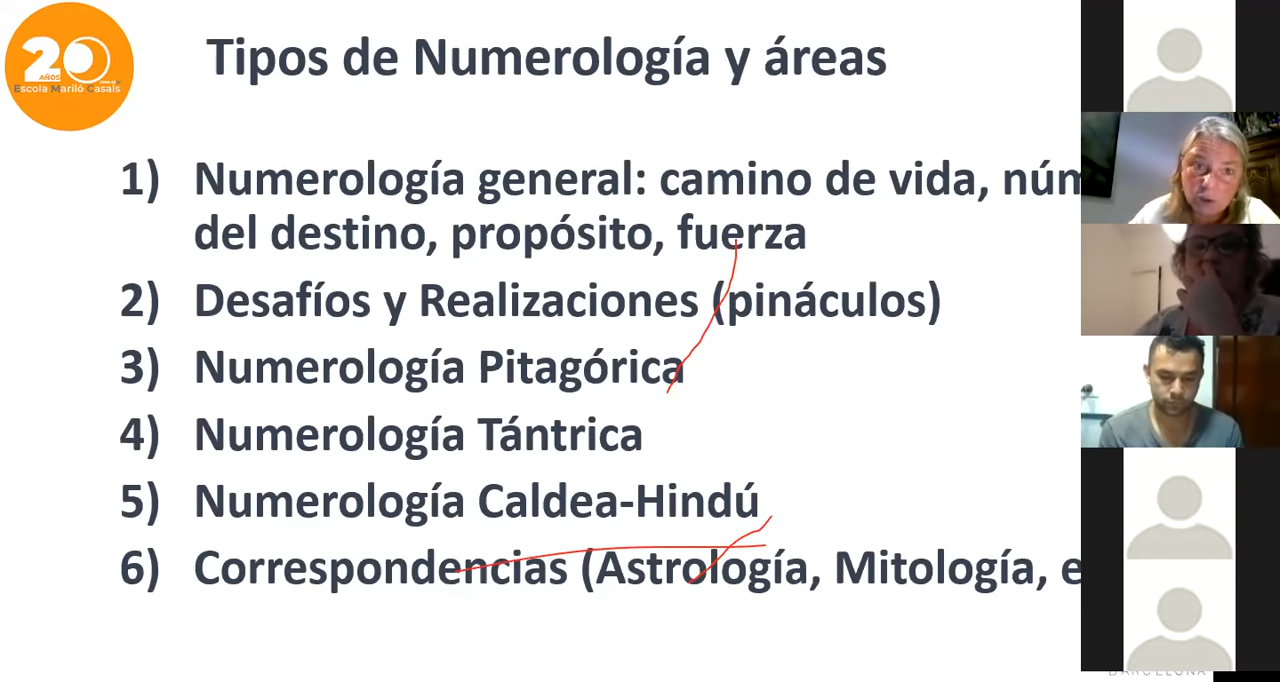 20
AÑOS
Escola Mariló Casals
Tipos de Numerología y áreas
1) Numerología general: camino de vida, núm
del destino, propósito, fuerza
2) Desafíos y Realizaciones (pináculos)
3) Numerología Pitagórica
4) Numerología Tántrica
5) Numerología Caldea-Hindú
6) Correspondencias (Astrología, Mitología, e
BARCELONA